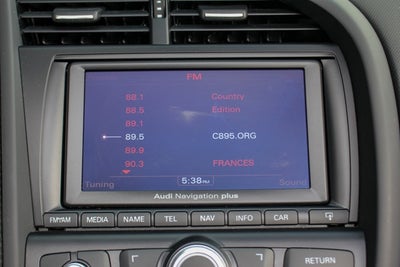 FM
88.1 Country
88.5 Edition
89.1
89.5 C895.ORG
89.9
90.3 FRANCES
Tuning 5:38PM Sound
Audi Navigation plus
FM/AM MEDIA NAME TEL NAV INFO CAR
RETURN